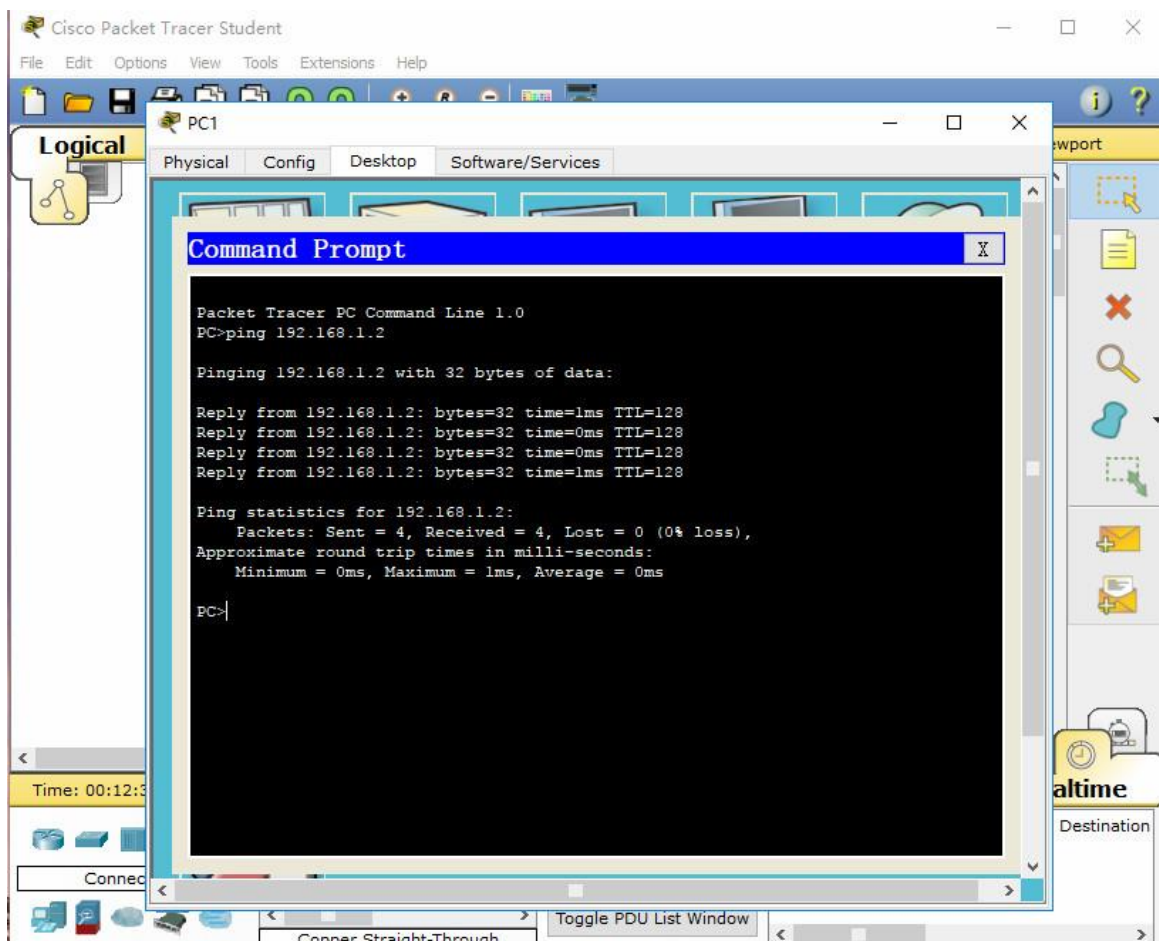 Cisco Packet Tracer Student
File Edit Options View Tools Extensions Help
PC1
Logical
Physical Config Desktop Software/Services
Command Prompt
X
Packet Tracer PC Command Line 1.0
PC>ping 192.168.1.2
Pinging 192.168.1.2 with 32 bytes of data:
Reply from 192.168.1.2: bytes=32 time=1ms TTL=128
Reply from 192.168.1.2: bytes=32 time=0ms TTL=128
Reply from 192.168.1.2: bytes=32 time=0ms TTL=128
Reply from 192.168.1.2: bytes=32 time=1ms TTL=128
Ping statistics for 192.168.1.2:
Packets: Sent = 4, Received = 4, Lost = 0 (0% loss),
Approximate round trip times in milli-seconds:
Minimum = 0ms, Maximum = 1ms, Average = 0ms
PC>
Time: 00:12:3
altime
Destination
Connec
Toggle PDU List Window
Copper Straight-Through